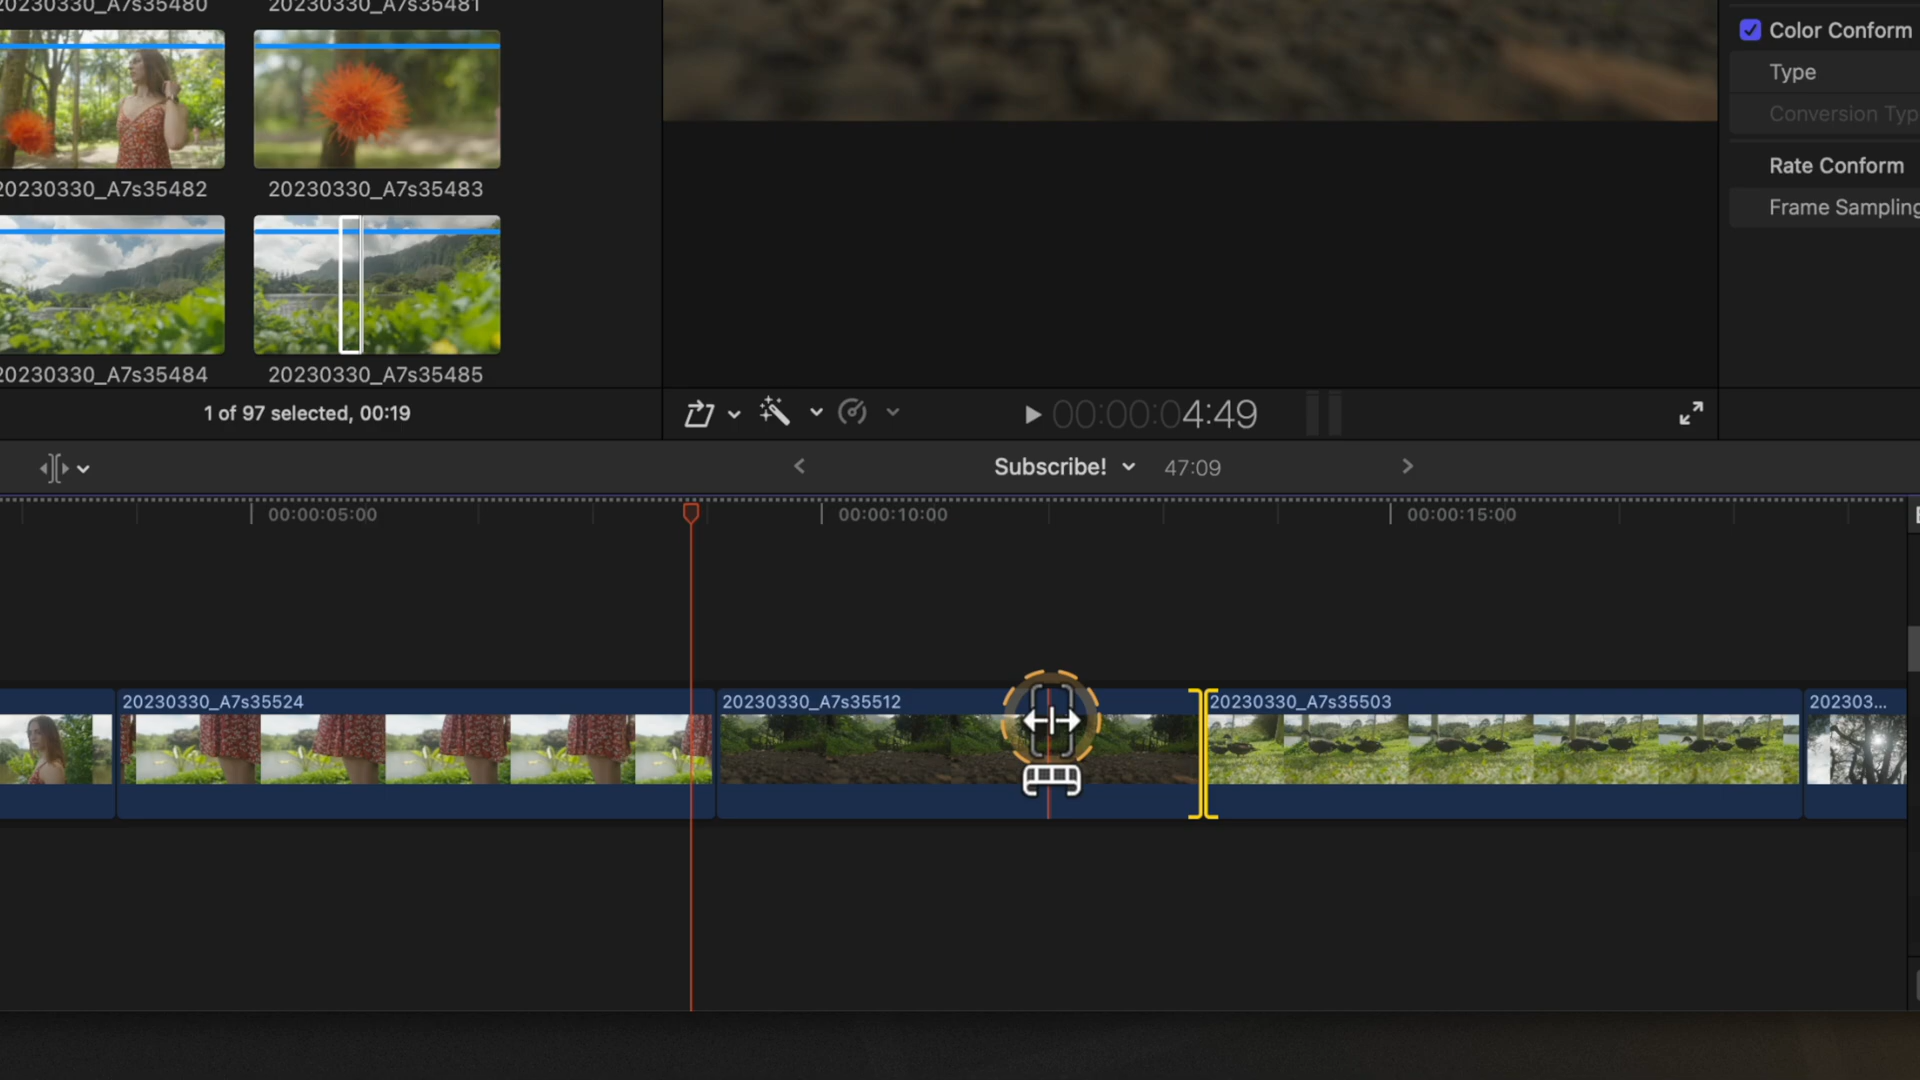 20230330_A7s35480
20230330_A7s35481
20230330_A7s35482
20230330_A7s35483
20230330_A7s35484
20230330_A7s35485
1 of 97 selected, 00:19
Color Conform
Type
Conversion Typ
Rate Conform
Frame Sampling
00:00:04:49
Subscribe!
47:09
00:00:05:00
00:00:10:00
00:00:15:00
20230330_A7s35524
20230330_A7s35512
20230330_A7s35503
202303...